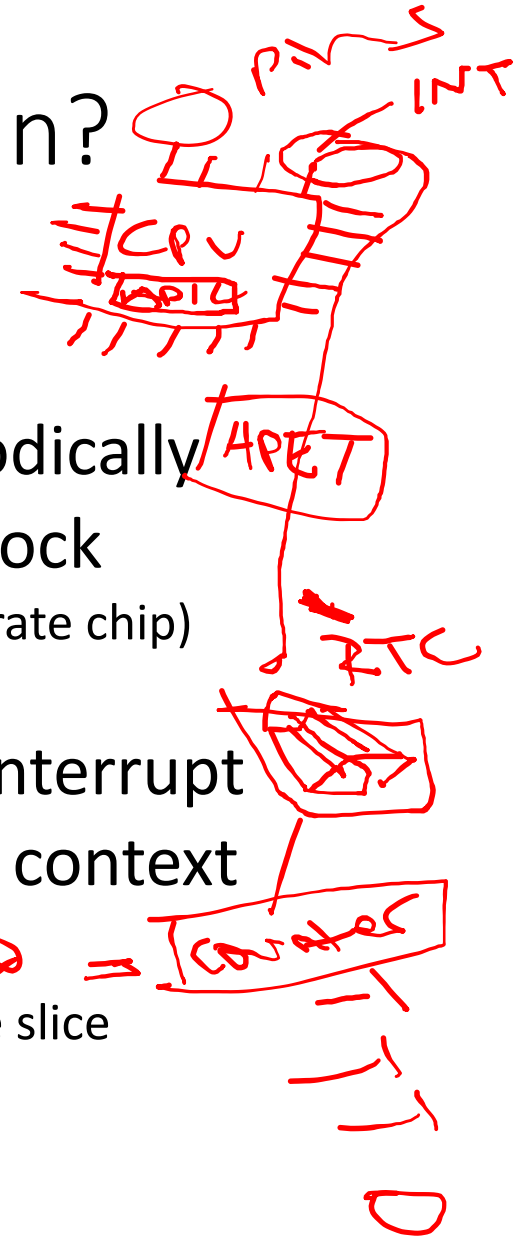 PINS
INT
n?
CPU
APIC
odically
HPET
ock
rate chip)
RTC
nterrupt
context
= counter
e slice